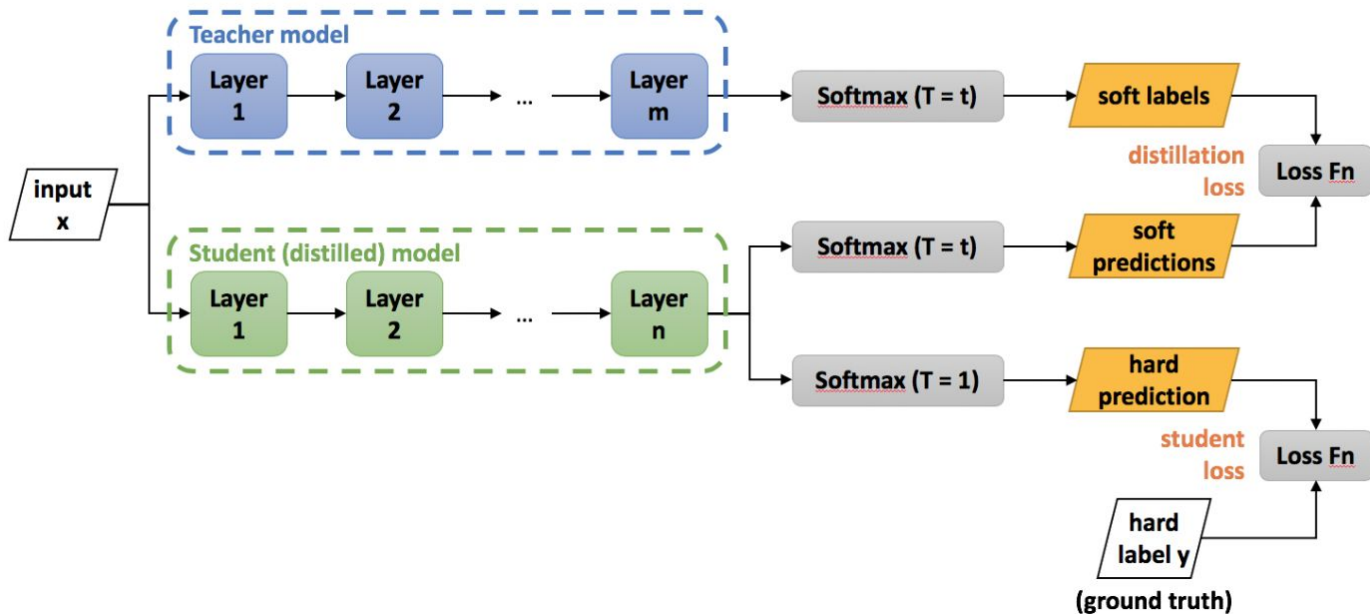 Teacher model
Layer
1
Layer
2
...
Layer
m
Softmax (T = t)
soft labels
input
x
distillation
loss
Loss Fn
Student (distilled) model
Layer
1
Layer
2
...
Layer
n
Softmax (T = t)
soft
predictions
Softmax (T = 1)
hard
prediction
student
loss
Loss Fn
hard
label y
(ground truth)